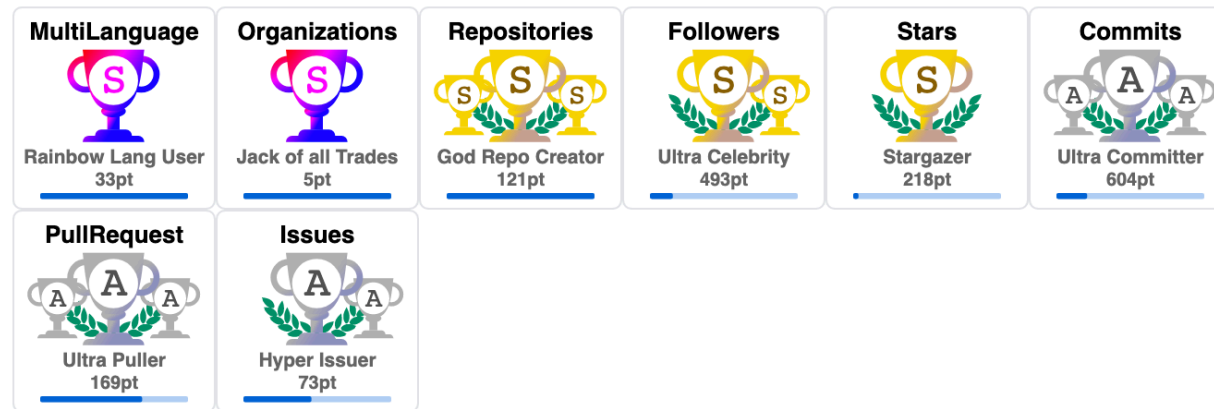 MultiLanguage
S
Rainbow Lang User
33pt
Organizations
S
Jack of all Trades
5pt
Repositories
S S S
God Repo Creator
121pt
Followers
S S
Ultra Celebrity
493pt
Stars
S
Stargazer
218pt
Commits
A A A
Ultra Committer
604pt
PullRequest
A A A
Ultra Puller
169pt
Issues
A A
Hyper Issuer
73pt